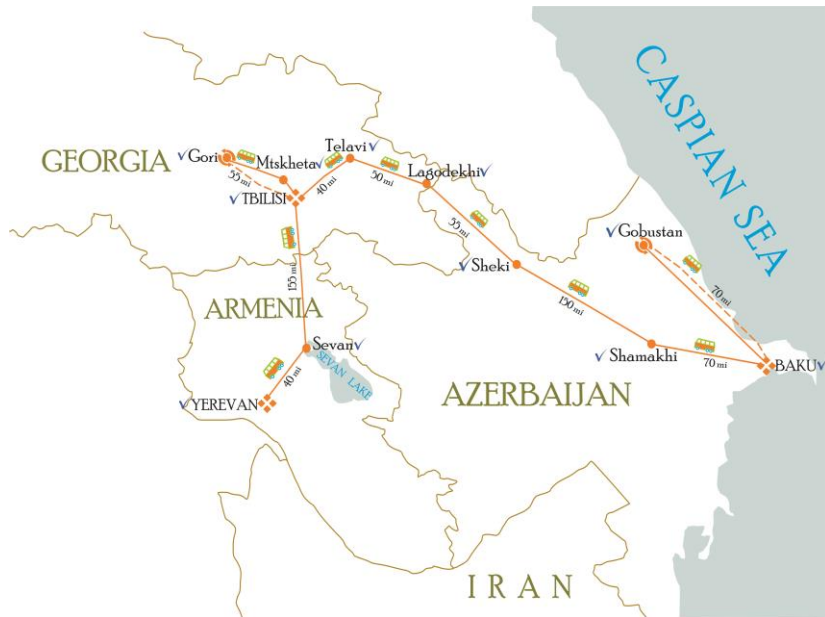 CASPIAN SEA
GEORGIA
Gori
Mtskheta
Telavi
55 mi
TBILISI
40 mi
50 mi
Lagodekhi
55 mi
Gobustan
Sheki
70 mi
155 mi
150 mi
ARMENIA
Sevan
SEVAN LAKE
40 mi
YEREVAN
Shamakhi
70 mi
BAKU
AZERBAIJAN
IRAN